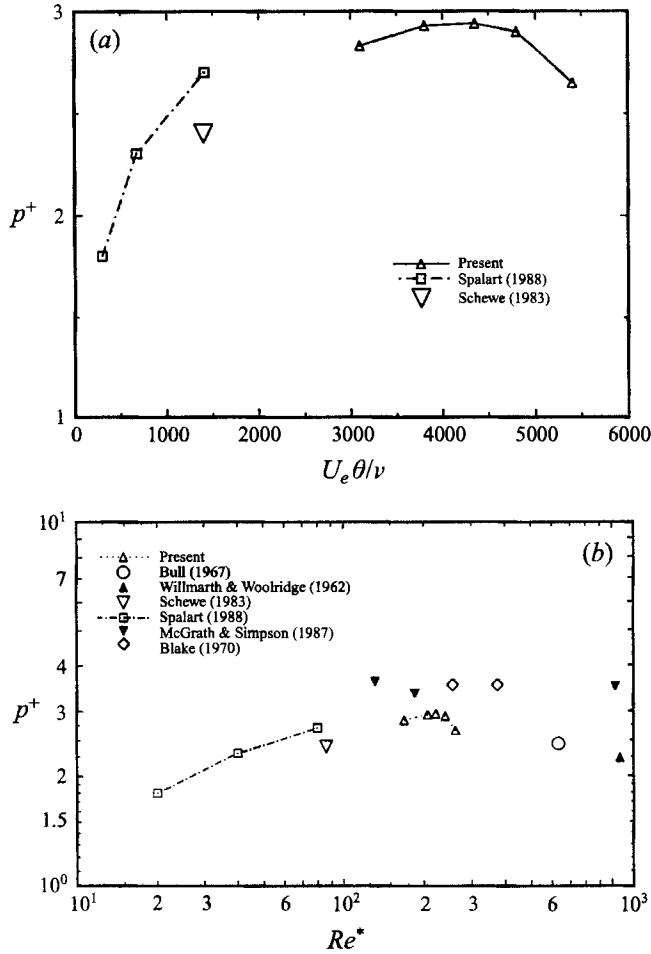 (a)
3
2
1
p⁺
Present
Spalart (1988)
Schewe (1983)
0 1000 2000 3000 4000 5000 6000
U_e θ/ν
(b)
10¹
7
4
3
2
1.5
10⁰
p⁺
Present
Bull (1967)
Willmarth & Woolridge (1962)
Schewe (1983)
Spalart (1988)
McGrath & Simpson (1987)
Blake (1970)
10¹ 2 3 6 10² 2 3 6 10³
Re*